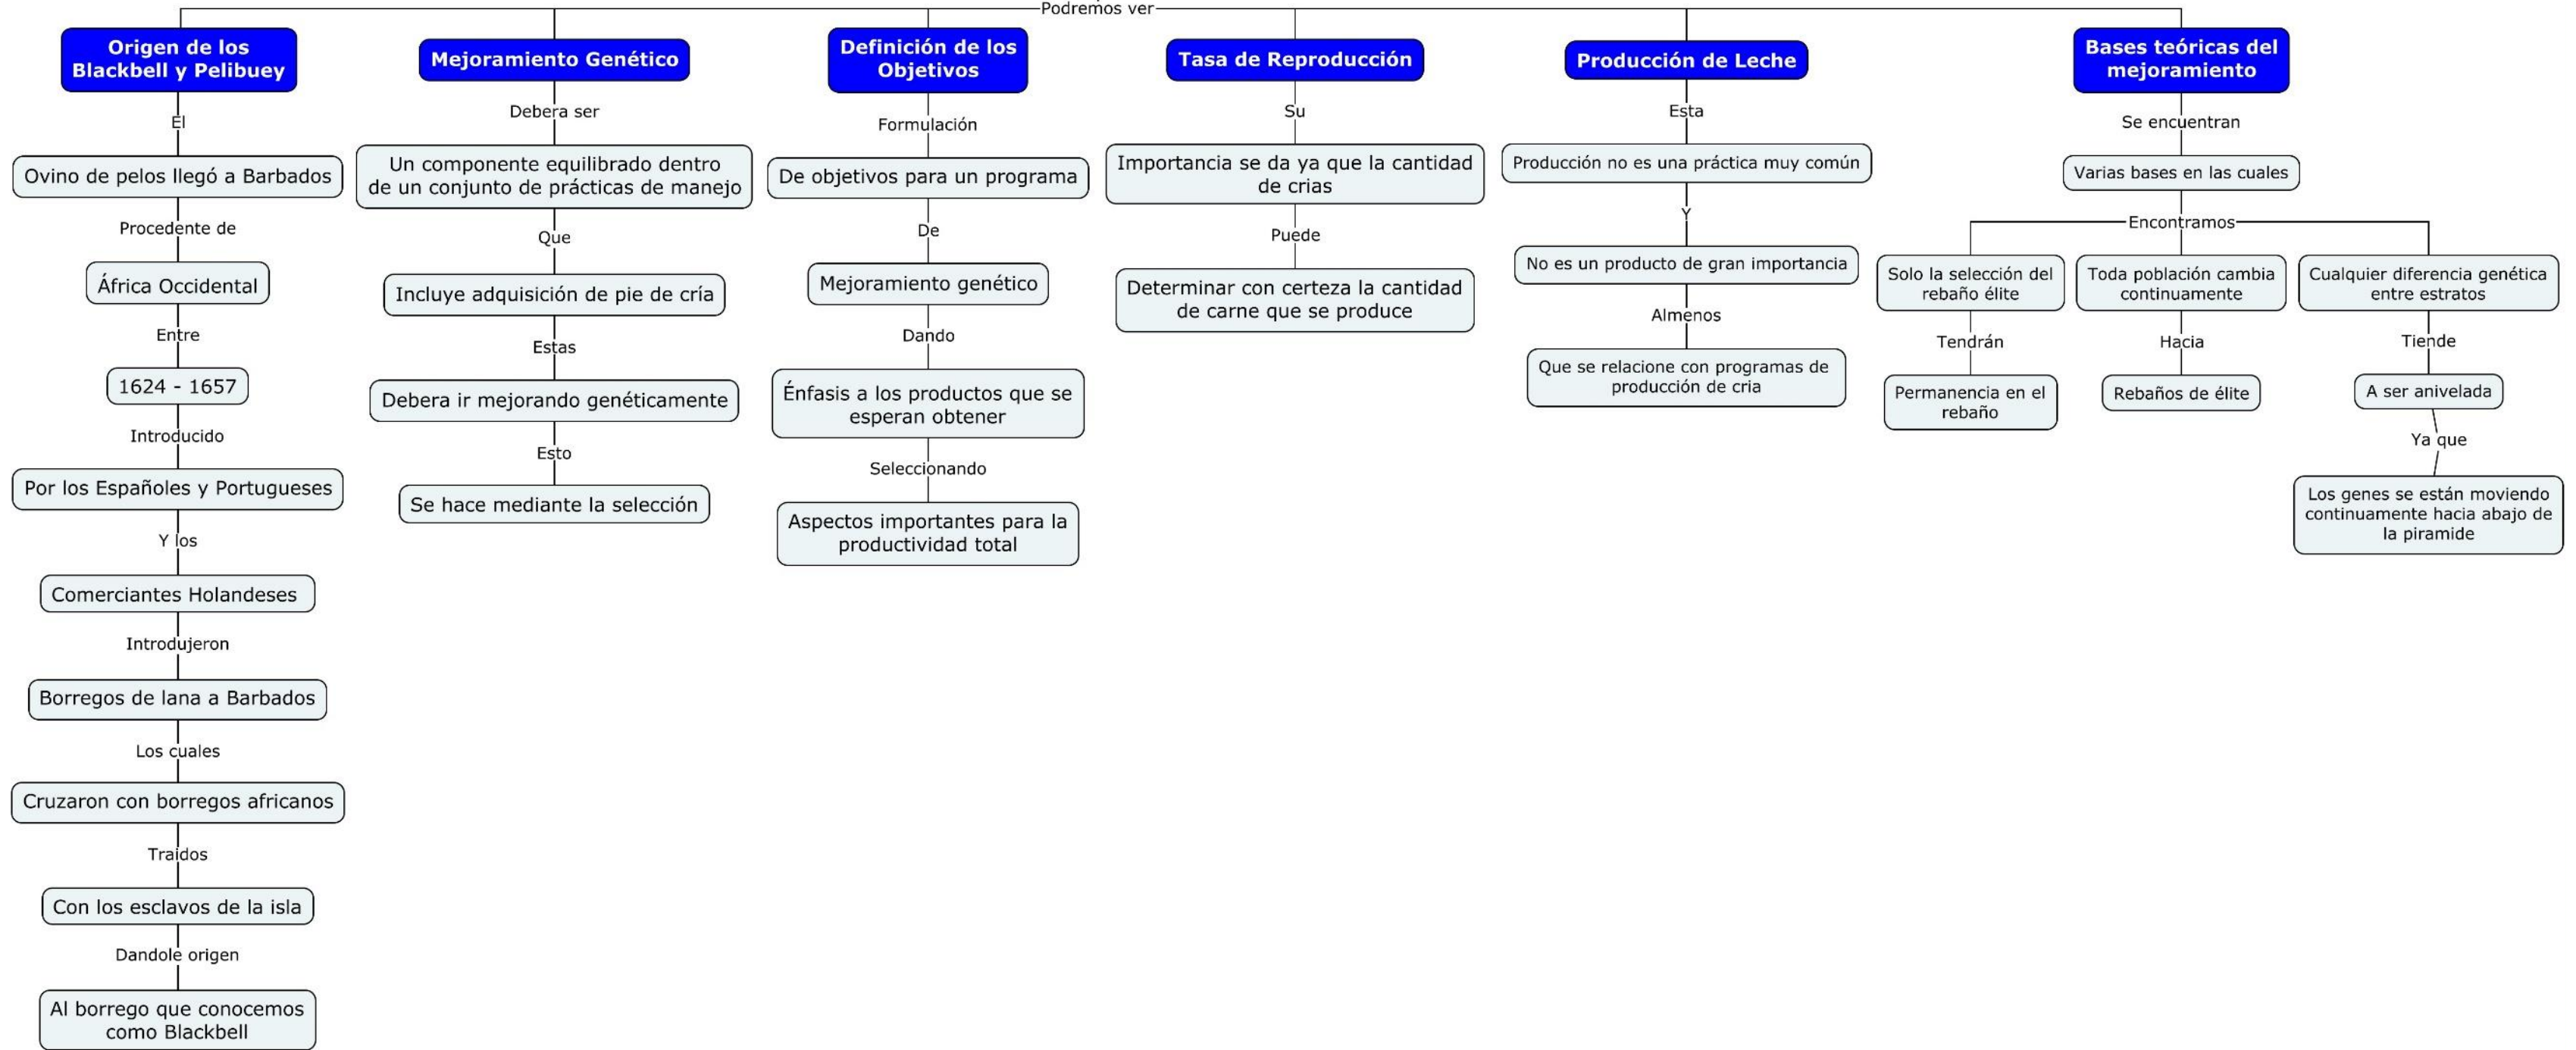 Podremos ver
Origen de los
Blackbell y Pelibuey
El
Ovino de pelos llegó a Barbados
Procedente de
África Occidental
Entre
1624 - 1657
Introducido
Por los Españoles y Portugueses
Y los
Comerciantes Holandeses
Introdujeron
Borregos de lana a Barbados
Los cuales
Cruzaron con borregos africanos
Traidos
Con los esclavos de la isla
Dandole origen
Al borrego que conocemos
como Blackbell
Mejoramiento Genético
Debera ser
Un componente equilibrado dentro
de un conjunto de prácticas de manejo
Que
Incluye adquisición de pie de cría
Estas
Debera ir mejorando genéticamente
Esto
Se hace mediante la selección
Definición de los
Objetivos
Formulación
De objetivos para un programa
De
Mejoramiento genético
Dando
Énfasis a los productos que se
esperan obtener
Seleccionando
Aspectos importantes para la
productividad total
Tasa de Reproducción
Su
Importancia se da ya que la cantidad
de crias
Puede
Determinar con certeza la cantidad
de carne que se produce
Producción de Leche
Esta
Producción no es una práctica muy común
Y
No es un producto de gran importancia
Almenos
Que se relacione con programas de
producción de cria
Bases teóricas del
mejoramiento
Se encuentran
Varias bases en las cuales
Encontramos
Solo la selección del
rebaño élite
Tendrán
Permanencia en el
rebaño
Toda población cambia
continuamente
Hacia
Rebaños de élite
Cualquier diferencia genética
entre estratos
Tiende
A ser anivelada
Ya que
Los genes se están moviendo
continuamente hacia abajo de
la piramide